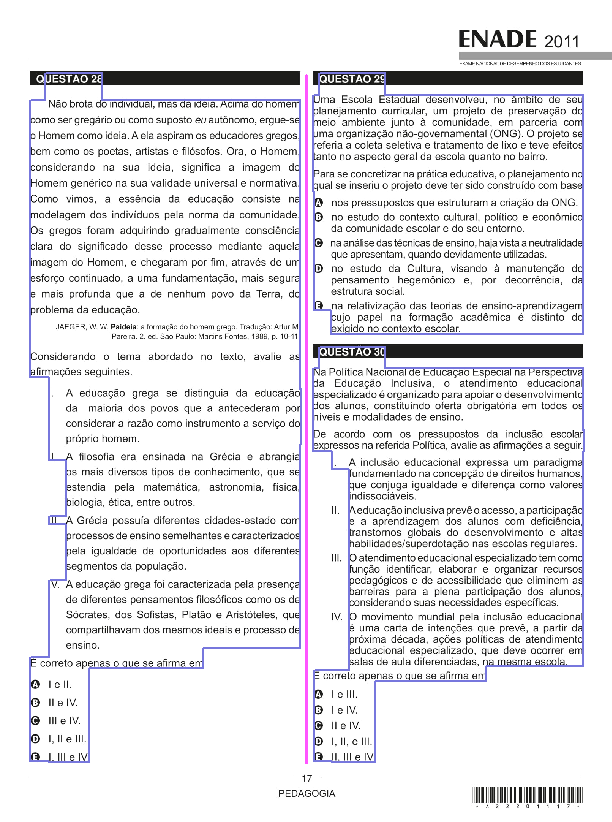 ENADE 2011
EXAME NACIONAL DE DESEMPENHO DOS ESTUDANTES
QUESTÃO 28
Não brota do individual, mas da ideia. Acima do homem
como ser gregário ou como suposto eu autônomo, ergue-se
o Homem como ideia. A ela aspiram os educadores gregos,
bem como os poetas, artistas e filósofos. Ora, o Homem,
considerando na sua ideia, significa a imagem do
Homem genérico na sua validade universal e normativa.
Como vimos, a essência da educação consiste na
modelagem dos indivíduos pela norma da comunidade.
Os gregos foram adquirindo gradualmente consciência
clara do significado desse processo mediante aquela
imagem do Homem, e chegaram por fim, através de um
esforço continuado, a uma fundamentação, mais segura
e mais profunda que a de nenhum povo da Terra, do
problema da educação.
JAEGER, W. W. Paideia: a formação do homem grego. Tradução: Artur M.
Parreira. 2. ed. São Paulo: Martins Fontes, 1989, p. 10-11.
Considerando o tema abordado no texto, avalie as
afirmações seguintes.
I. A educação grega se distinguia da educação
da maioria dos povos que a antecederam por
considerar a razão como instrumento a serviço do
próprio homem.
II. A filosofia era ensinada na Grécia e abrangia
os mais diversos tipos de conhecimento, que se
estendia pela matemática, astronomia, física,
biologia, ética, entre outros.
III. A Grécia possuía diferentes cidades-estado com
processos de ensino semelhantes e caracterizados
pela igualdade de oportunidades aos diferentes
segmentos da população.
IV. A educação grega foi caracterizada pela presença
de diferentes pensamentos filosóficos como os de
Sócrates, dos Sofistas, Platão e Aristóteles, que
compartilhavam dos mesmos ideais e processo de
ensino.
É correto apenas o que se afirma em
A I e II.
B II e IV.
C III e IV.
D I, II e III.
E I, III e IV.
QUESTÃO 29
Uma Escola Estadual desenvolveu, no âmbito de seu
planejamento curricular, um projeto de preservação do
meio ambiente junto à comunidade, em parceria com
uma organização não-governamental (ONG). O projeto se
referia a coleta seletiva e tratamento de lixo e teve efeitos
tanto no aspecto geral da escola quanto no bairro.
Para se concretizar na prática educativa, o planejamento no
qual se inseriu o projeto deve ter sido construído com base
A nos pressupostos que estruturam a criação da ONG.
B no estudo do contexto cultural, político e econômico
da comunidade escolar e do seu entorno.
C na análise das técnicas de ensino, haja vista a neutralidade
que apresentam, quando devidamente utilizadas.
D no estudo da Cultura, visando à manutenção do
pensamento hegemônico e, por decorrência, da
estrutura social.
E na relativização das teorias de ensino-aprendizagem
cujo papel na formação acadêmica é distinto do
exigido no contexto escolar.
QUESTÃO 30
Na Política Nacional de Educação Especial na Perspectiva
da Educação Inclusiva, o atendimento educacional
especializado é organizado para apoiar o desenvolvimento
dos alunos, constituindo oferta obrigatória em todos os
níveis e modalidades de ensino.
De acordo com os pressupostos da inclusão escolar
expressos na referida Política, avalie as afirmações a seguir.
I. A inclusão educacional expressa um paradigma
fundamentado na concepção de direitos humanos,
que conjuga igualdade e diferença como valores
indissociáveis.
II. A educação inclusiva prevê o acesso, a participação
e a aprendizagem dos alunos com deficiência,
transtornos globais do desenvolvimento e altas
habilidades/superdotação nas escolas regulares.
III. O atendimento educacional especializado tem como
função identificar, elaborar e organizar recursos
pedagógicos e de acessibilidade que eliminem as
barreiras para a plena participação dos alunos,
considerando suas necessidades específicas.
IV. O movimento mundial pela inclusão educacional
é uma carta de intenções que prevê, a partir da
próxima década, ações políticas de atendimento
educacional especializado, que deve ocorrer em
salas de aula diferenciadas, na mesma escola.
É correto apenas o que se afirma em
A I e III.
B I e IV.
C II e IV.
D I, II, e III.
E II, III e IV.
17
PEDAGOGIA